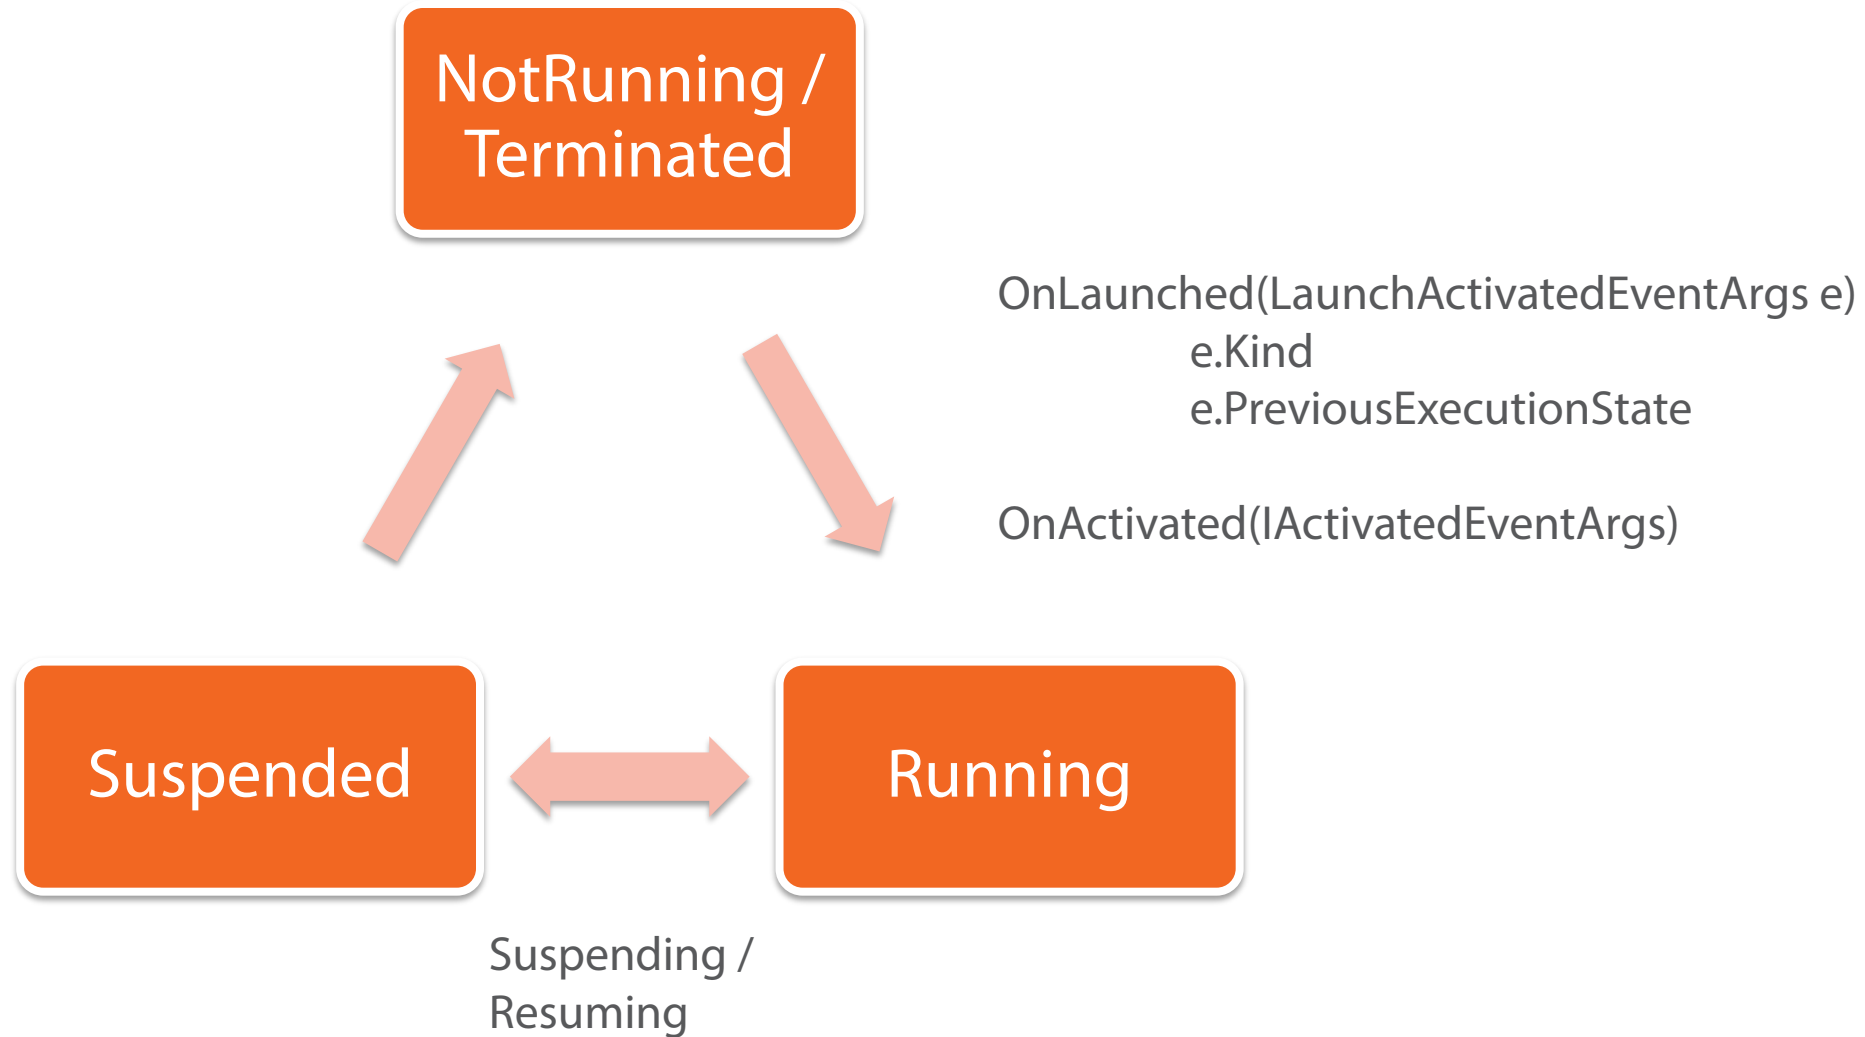 NotRunning /
Terminated
OnLaunched(LaunchActivatedEventArgs e)
e.Kind
e.PreviousExecutionState
OnActivated(IActivatedEventArgs)
Suspended
Running
Suspending /
Resuming